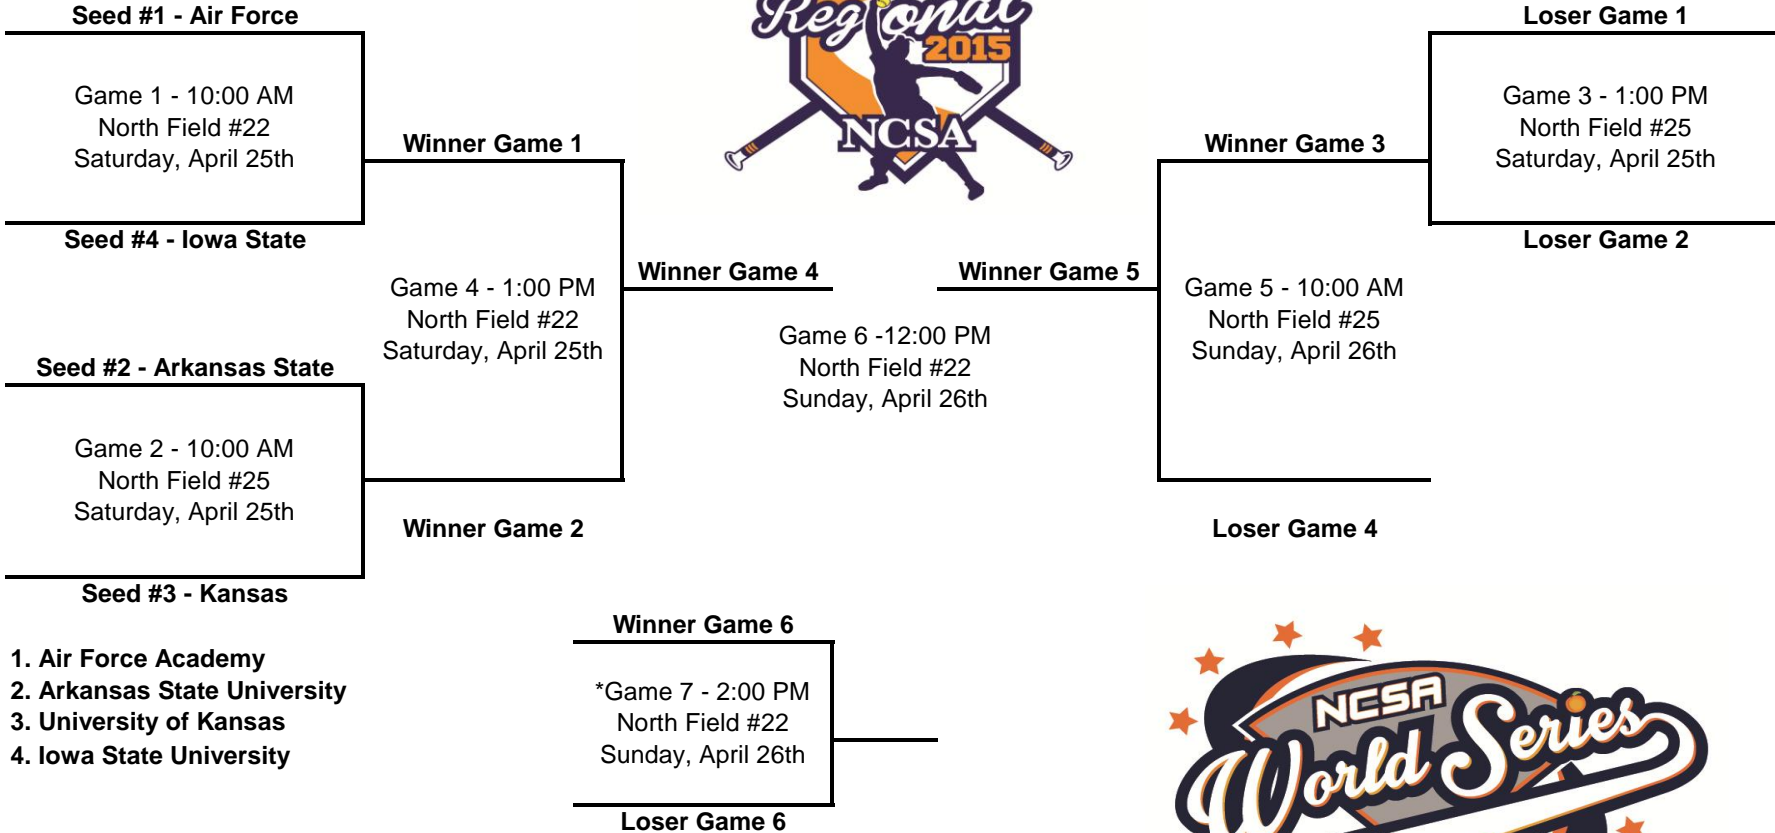 Seed #1 - Air Force
Game 1 - 10:00 AM
North Field #22
Saturday, April 25th
Seed #4 - Iowa State
Winner Game 1
Game 4 - 1:00 PM
North Field #22
Saturday, April 25th
Seed #2 - Arkansas State
Game 2 - 10:00 AM
North Field #25
Saturday, April 25th
Winner Game 2
Seed #3 - Kansas
Regional
2015
NCSA
Winner Game 4
Winner Game 5
Game 6 -12:00 PM
North Field #22
Sunday, April 26th
Loser Game 1
Game 3 - 1:00 PM
North Field #25
Saturday, April 25th
Loser Game 2
Winner Game 3
Game 5 - 10:00 AM
North Field #25
Sunday, April 26th
Loser Game 4
1. Air Force Academy
2. Arkansas State University
3. University of Kansas
4. Iowa State University
Winner Game 6
*Game 7 - 2:00 PM
North Field #22
Sunday, April 26th
Loser Game 6
NCSA
World Series